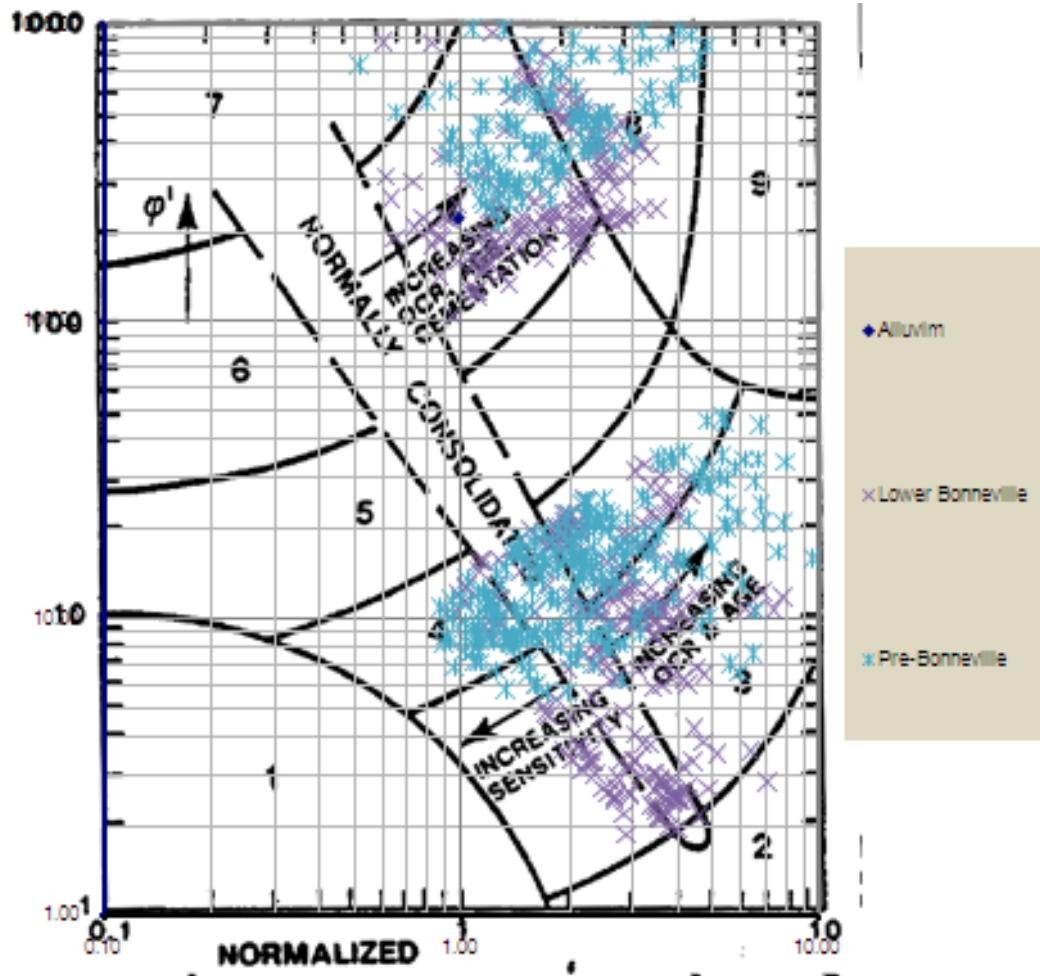 1000
7
8
9
φ'
NORMALLY
CONSOLIDA
INCREASING
OCR, AGE
CEMENTATION
100
6
5
10
INCREASING
OCR & AGE
3
INCREASING
SENSITIVITY
1
2
1.00
1
0.1
0.10
1
1.00
10
10.00
NORMALIZED
Alluvim
Lower Bonneville
Pre-Bonneville